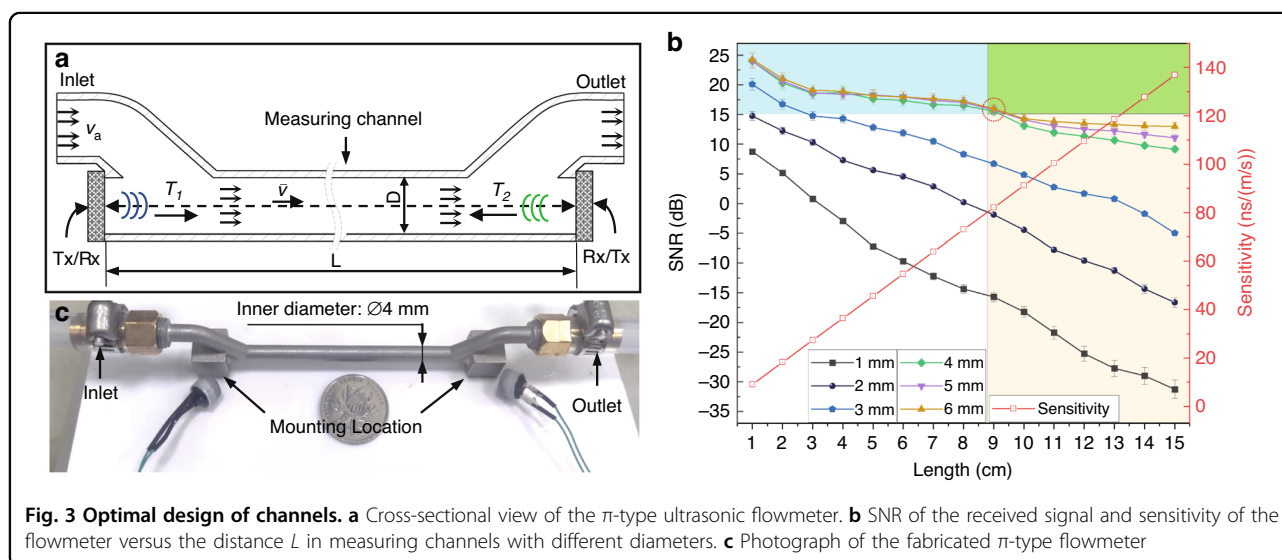 a
Inlet
Outlet
Measuring channel
vₐ
T₁
v̄
D
T₂
Tx/Rx
Rx/Tx
L
c
Inner diameter: Ø4 mm
Inlet
Outlet
Mounting Location
b
25
20
15
10
5
0
−5
−10
−15
−20
−25
−30
−35
SNR (dB)
140
120
100
80
60
40
20
0
Sensitivity (ns/(m/s))
1 mm
2 mm
3 mm
4 mm
5 mm
6 mm
Sensitivity
1 2 3 4 5 6 7 8 9 10 11 12 13 14 15
Length (cm)
Fig. 3 Optimal design of channels. a Cross-sectional view of the π-type ultrasonic flowmeter. b SNR of the received signal and sensitivity of the
flowmeter versus the distance L in measuring channels with different diameters. c Photograph of the fabricated π-type flowmeter